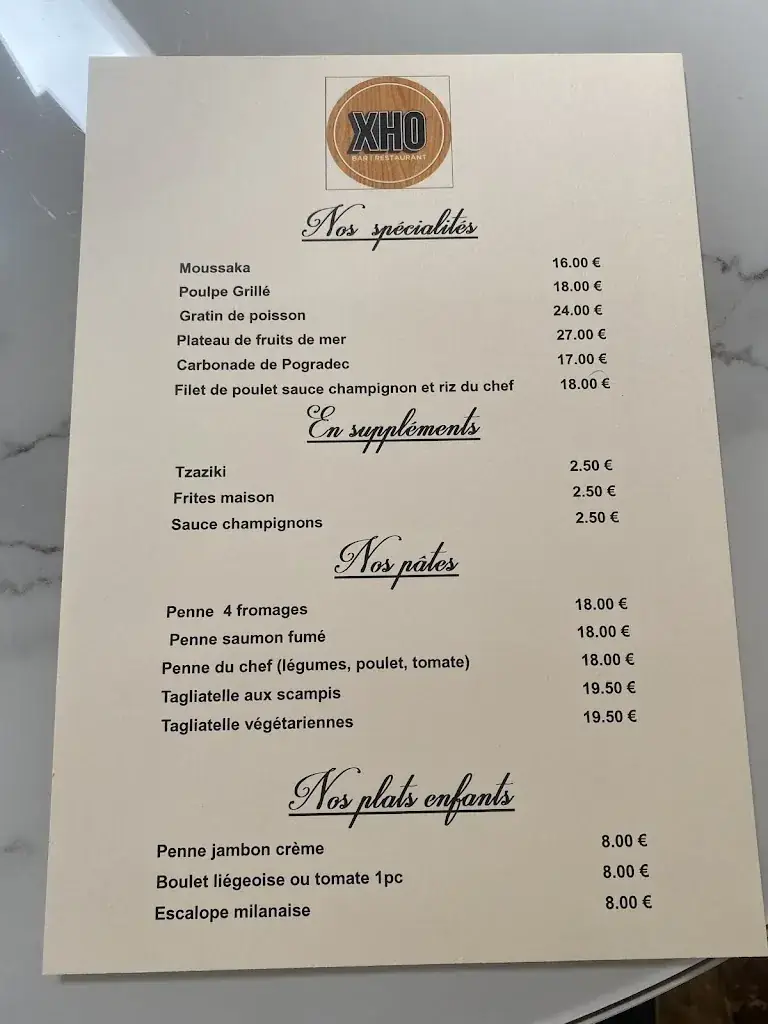 XHO
BAR | RESTAURANT
Nos spécialités
Moussaka 16.00 €
Poulpe Grillé 18.00 €
Gratin de poisson 24.00 €
Plateau de fruits de mer 27.00 €
Carbonade de Pogradec 17.00 €
Filet de poulet sauce champignon et riz du chef 18.00 €
En suppléments
Tzaziki 2.50 €
Frites maison 2.50 €
Sauce champignons 2.50 €
Nos pâtes
Penne 4 fromages 18.00 €
Penne saumon fumé 18.00 €
Penne du chef (légumes, poulet, tomate) 18.00 €
Tagliatelle aux scampis 19.50 €
Tagliatelle végétariennes 19.50 €
Nos plats enfants
Penne jambon crème 8.00 €
Boulet liégeoise ou tomate 1pc 8.00 €
Escalope milanaise 8.00 €